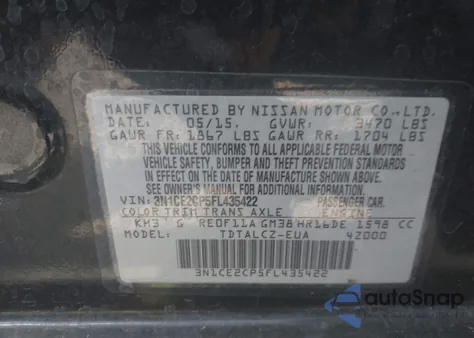 MANUFACTURED BY NISSAN MOTOR CO., LTD.
DATE: 05/15. GVWR: 3470 LBS
GAWR FR: 1867 LBS GAWR RR: 1704 LBS
THIS VEHICLE CONFORMS TO ALL APPLICABLE FEDERAL MOTOR
VEHICLE SAFETY, BUMPER AND THEFT PREVENTION STANDARDS
IN EFFECT ON THE DATE OF MANUFACTURE SHOWN ABOVE.
SEE OWNERS MANUAL FOR MAXIMUM LOAD
VIN: 3N1CE2CP5FL435422 PASSENGER CAR.
COLOR TRIM TRANS AXLE ENGINE
KH3 G RE0F11A GM38 HR16DE 1598 CC
MODEL: TDTALCZ-EUA 42000
3N1CE2CP5FL435422
autoSnap